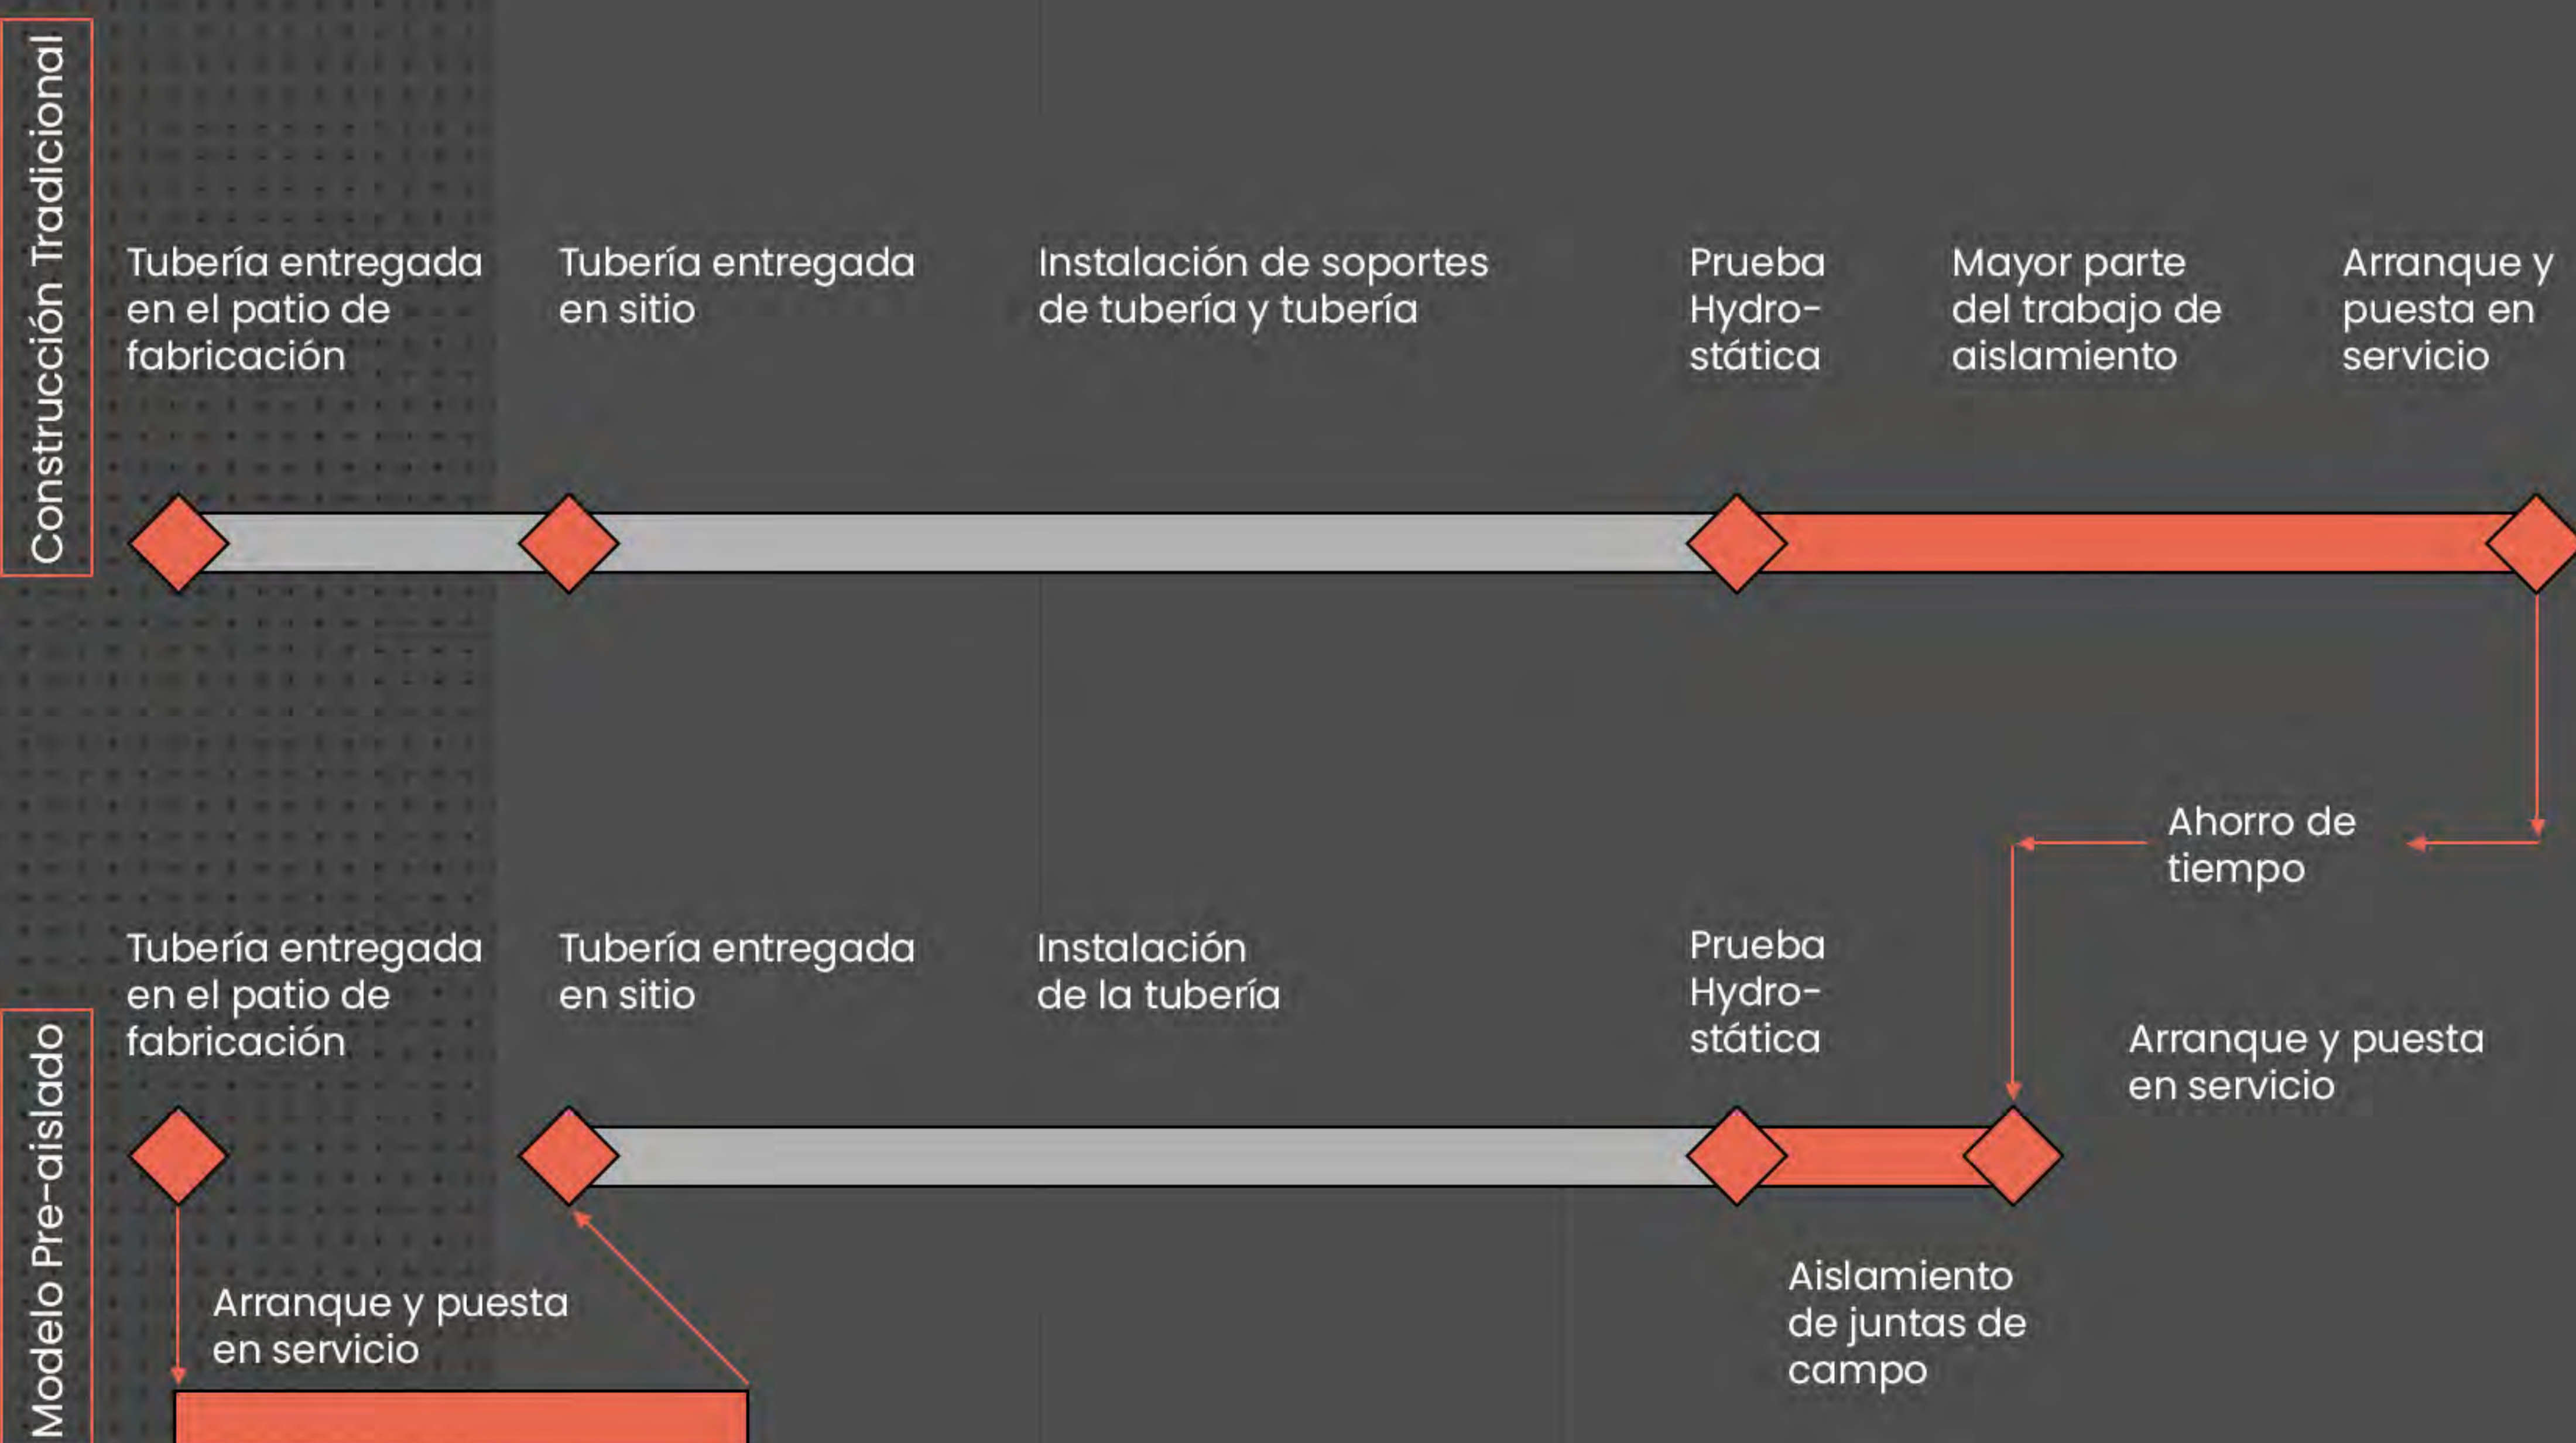 Construcción Tradicional
Tubería entregada
en el patio de
fabricación
Tubería entregada
en sitio
Instalación de soportes
de tubería y tubería
Prueba
Hydro-
stática
Mayor parte
del trabajo de
aislamiento
Arranque y
puesta en
servicio
Ahorro de
tiempo
Modelo Pre-aislado
Tubería entregada
en el patio de
fabricación
Tubería entregada
en sitio
Instalación
de la tubería
Prueba
Hydro-
stática
Arranque y puesta
en servicio
Arranque y puesta
en servicio
Aislamiento
de juntas de
campo